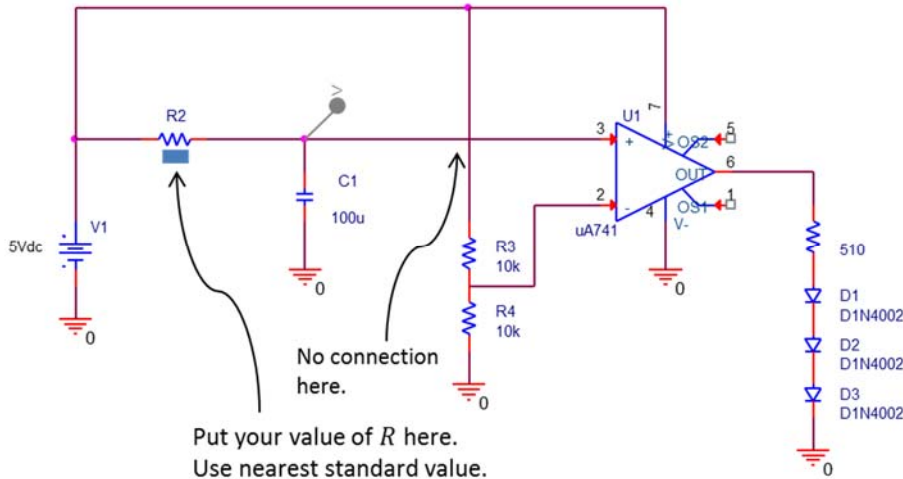 R2
V
C1
100u
V1
5Vdc
0
0
R3
10k
R4
10k
0
No connection
here.
Put your value of R here.
Use nearest standard value.
U1
3
+
2
-
uA741
7
V+
OS2
5
6
OUT
OS1
1
4
V-
0
510
D1
D1N4002
D2
D1N4002
D3
D1N4002
0